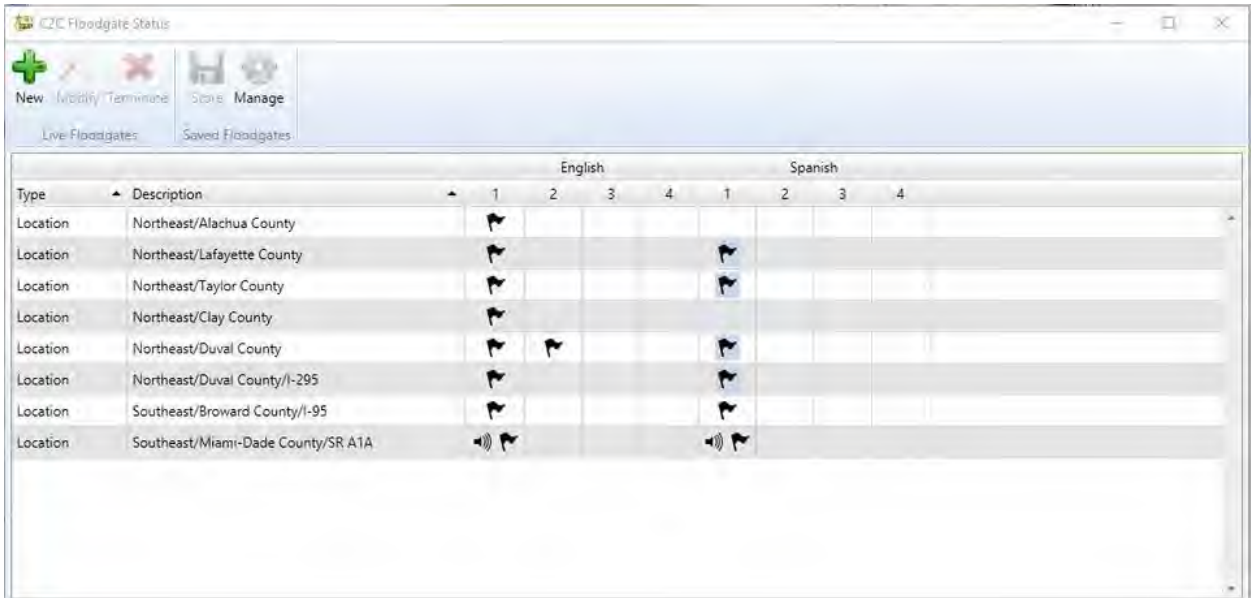 C2C Floodgate Status
New Modify Terminate Store Manage
Live Floodgates Saved Floodgates
English Spanish
Type Description 1 2 3 4 1 2 3 4
Location Northeast/Alachua County
Location Northeast/Lafayette County
Location Northeast/Taylor County
Location Northeast/Clay County
Location Northeast/Duval County
Location Northeast/Duval County/I-295
Location Southeast/Broward County/I-95
Location Southeast/Miami-Dade County/SR A1A